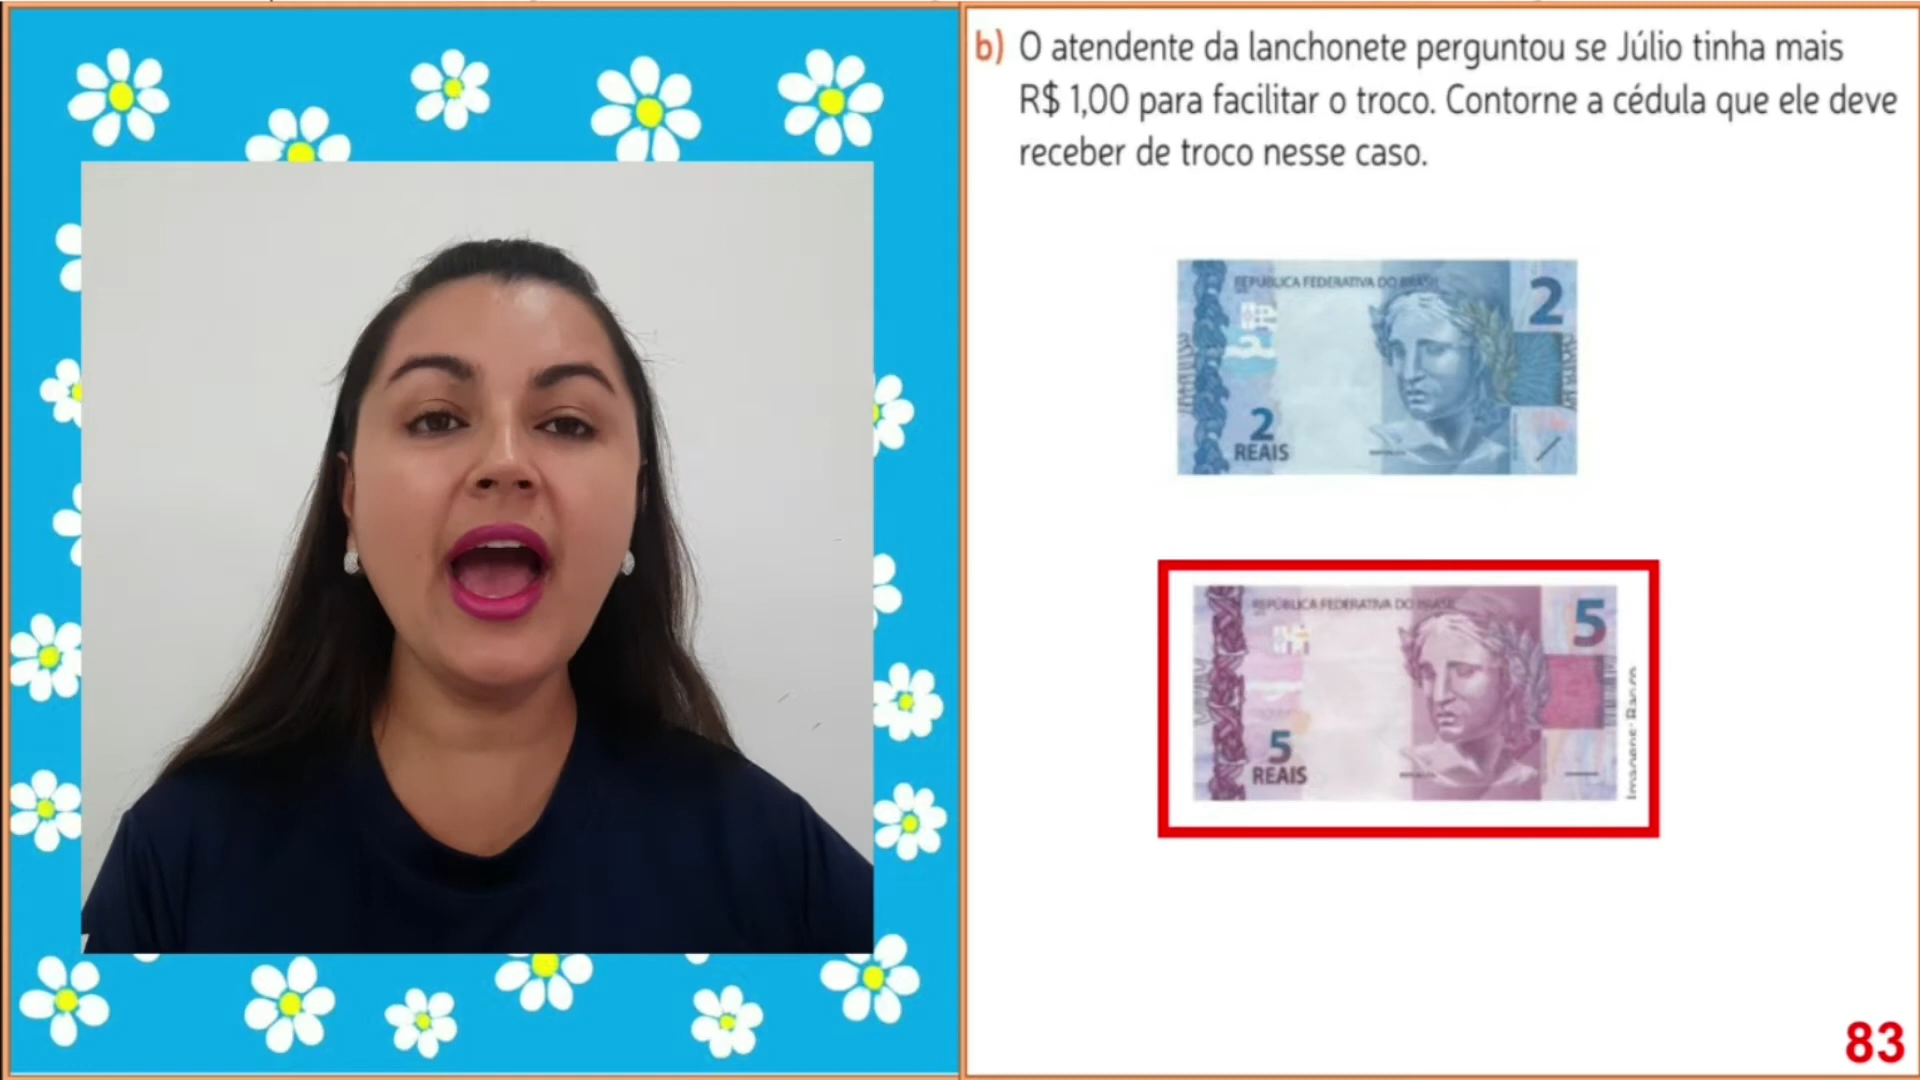 b) O atendente da lanchonete perguntou se Júlio tinha mais
R$ 1,00 para facilitar o troco. Contorne a cédula que ele deve
receber de troco nesse caso.
REPÚBLICA FEDERATIVA DO BRASIL
2
2
REAIS
REPÚBLICA FEDERATIVA DO BRASIL
5
5
REAIS
83